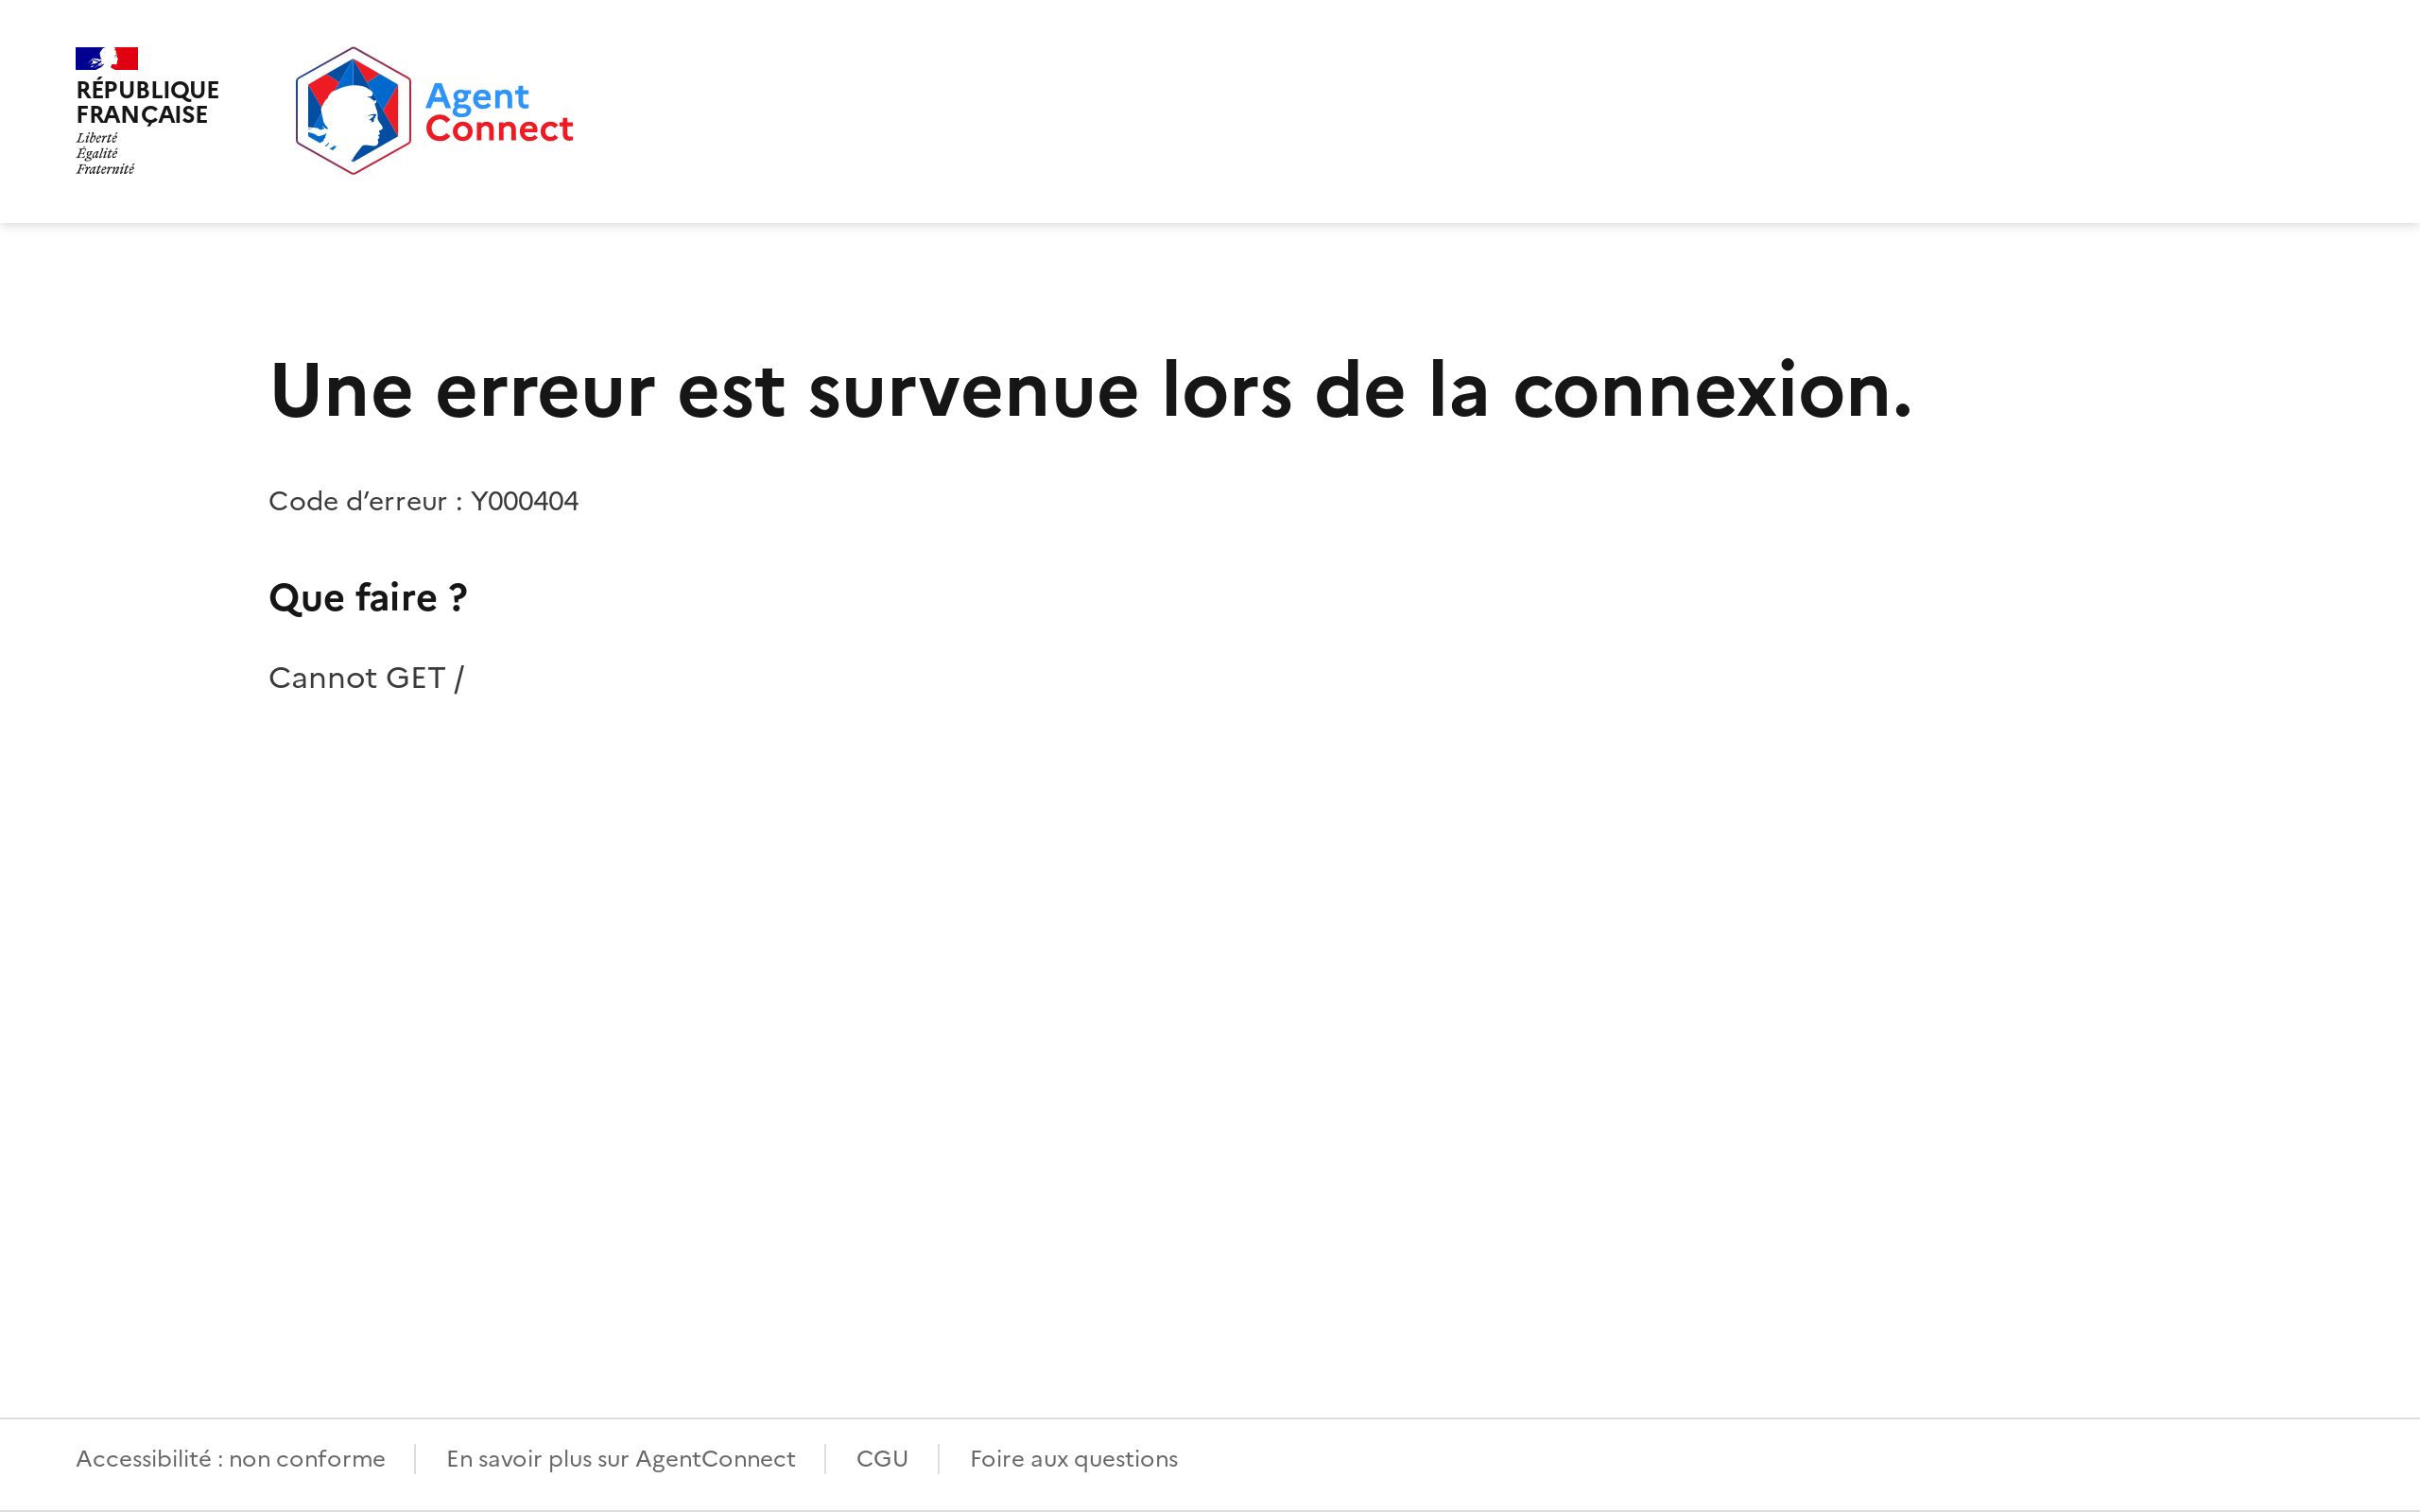 RÉPUBLIQUE
FRANÇAISE
Liberté
Égalité
Fraternité
Agent
Connect
Une erreur est survenue lors de la connexion.
Code d’erreur : Y000404
Que faire ?
Cannot GET /
Accessibilité : non conforme
En savoir plus sur AgentConnect
CGU
Foire aux questions